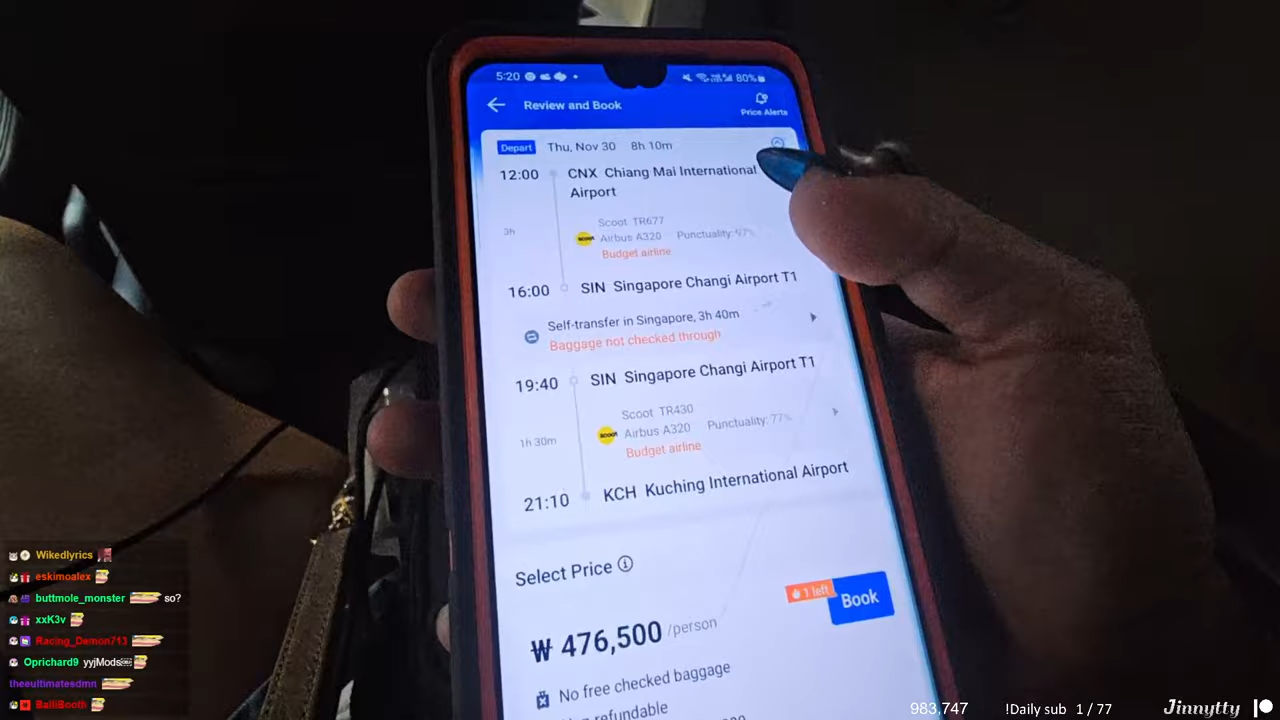 5:20
80%
Review and Book
Price Alerts
Depart Thu, Nov 30 8h 10m
12:00 CNX Chiang Mai International
Airport
Scoot TR677
3h
Airbus A320 Punctuality:
Budget airline
16:00 SIN Singapore Changi Airport T1
Self-transfer in Singapore, 3h 40m
Baggage not checked through
19:40 SIN Singapore Changi Airport T1
Scoot TR430
1h 30m
Airbus A320 Punctuality: 77%
Budget airline
21:10 KCH Kuching International Airport
Select Price
1 left
Book
₩ 476,500 /person
No free checked baggage
refundable
Wikedlyrics
eskimoalex
buttmole_monster so?
xxK3v
Racing_Demon713
Oprichard9 yyjMods
theeultimatesdmn
BalliBooth
983,747 !Daily sub 1 / 77 Jinnytty